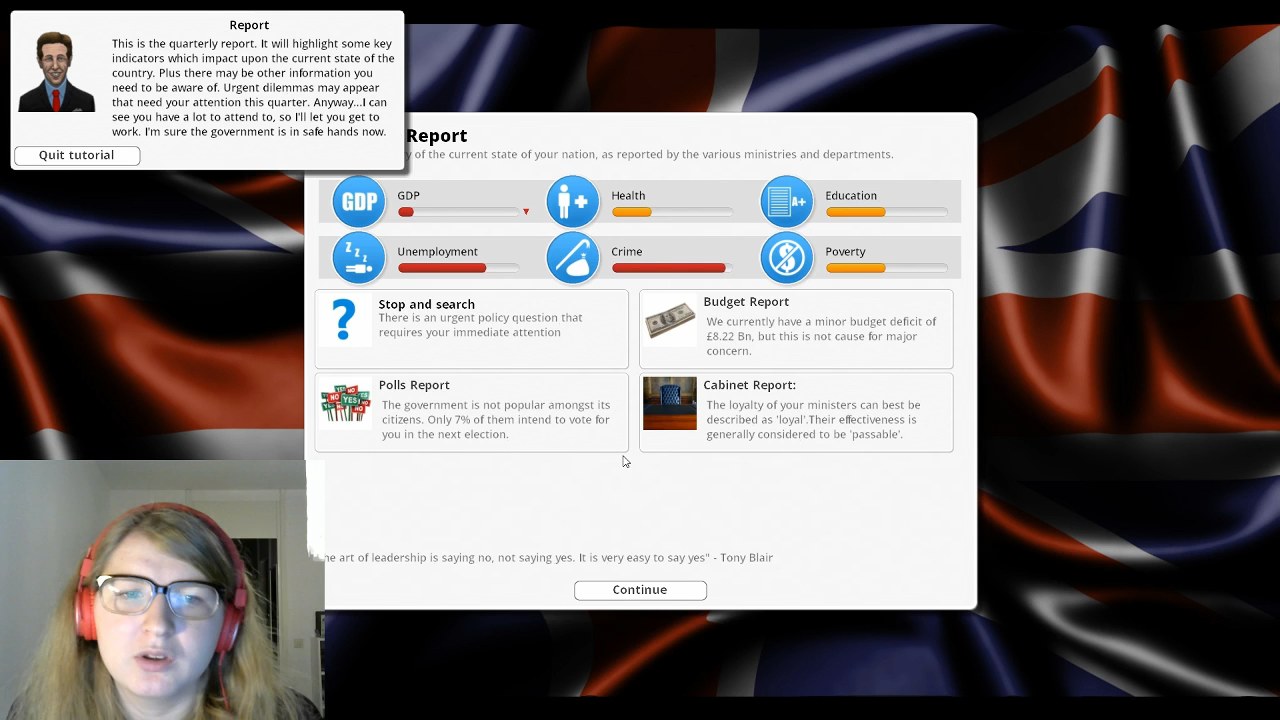 Report
This is the quarterly report. It will highlight some key
indicators which impact upon the current state of the
country. Plus there may be other information you
need to be aware of. Urgent dilemmas may appear
that need your attention this quarter. Anyway...I can
see you have a lot to attend to, so I'll let you get to
work. I'm sure the government is in safe hands now.
Quit tutorial
Report
of the current state of your nation, as reported by the various ministries and departments.
GDP
GDP
Health
A+
Education
Z Z Z
Unemployment
Crime
$
Poverty
?
Stop and search
There is an urgent policy question that
requires your immediate attention
Budget Report
We currently have a minor budget deficit of
£8.22 Bn, but this is not cause for major
concern.
YES NO YES NO
Polls Report
The government is not popular amongst its
citizens. Only 7% of them intend to vote for
you in the next election.
Cabinet Report:
The loyalty of your ministers can best be
described as 'loyal'.Their effectiveness is
generally considered to be 'passable'.
art of leadership is saying no, not saying yes. It is very easy to say yes" - Tony Blair
Continue